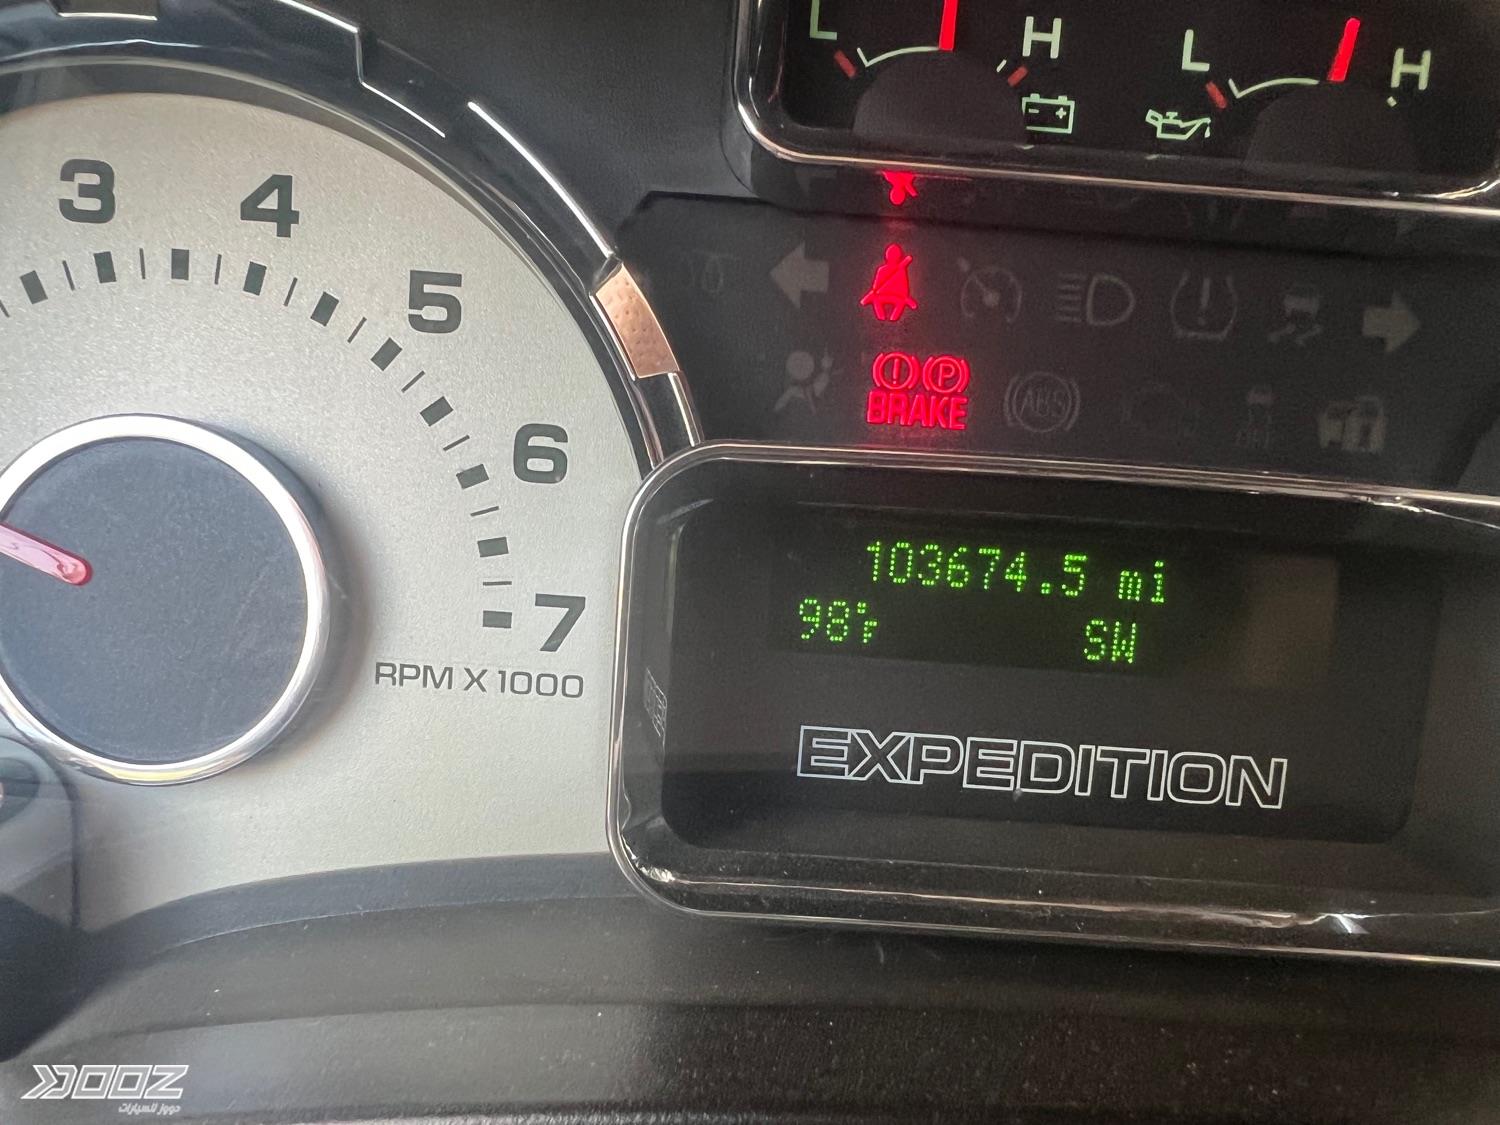 L H
L H
3
4
5
6
7
RPM X 1000
(P)
BRAKE
ABS
103674.5 mi
98°F SW
EXPEDITION
DOOZ
دووز للسيارات